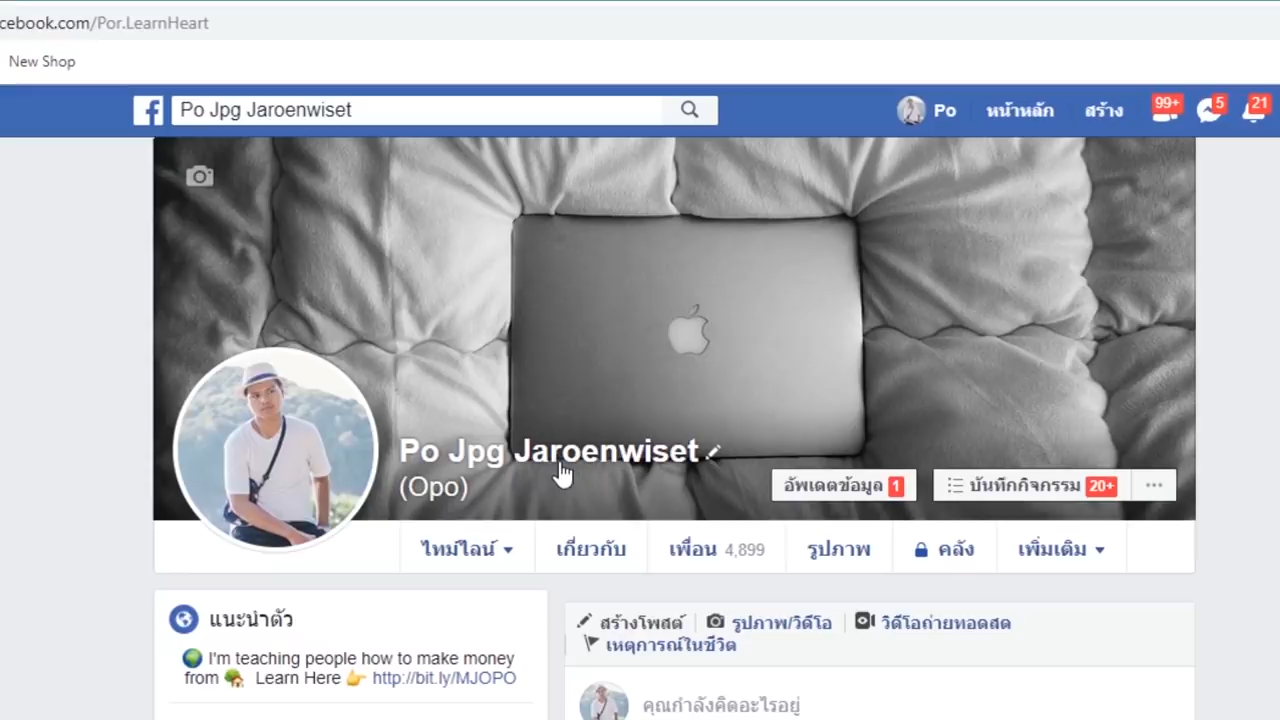 cebook.com/Por.LearnHeart
New Shop
Po Jpg Jaroenwiset
Po หน้าหลัก สร้าง 99+ 5 21
Po Jpg Jaroenwiset
(Opo)
อัพเดตข้อมูล 1 บันทึกกิจกรรม 20+
ไทม์ไลน์ เกี่ยวกับ เพื่อน 4,899 รูปภาพ คลัง เพิ่มเติม
แนะนำตัว
I'm teaching people how to make money
from Learn Here http://bit.ly/MJOPO
สร้างโพสต์ รูปภาพ/วิดีโอ วิดีโอถ่ายทอดสด
เหตุการณ์ในชีวิต
คุณกำลังคิดอะไรอยู่